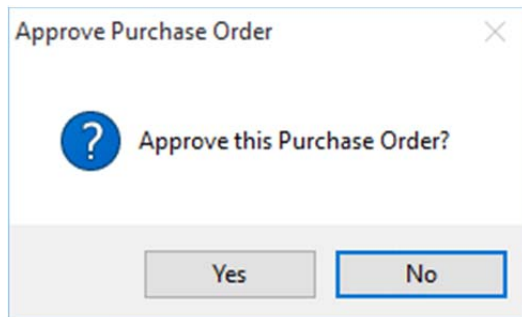 Approve Purchase Order
?
Approve this Purchase Order?
Yes
No